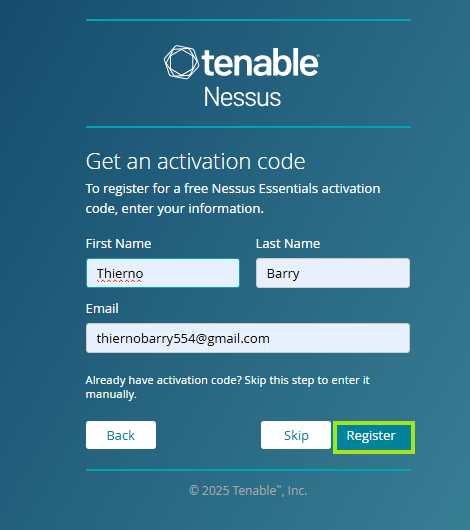 tenable
Nessus
Get an activation code
To register for a free Nessus Essentials activation
code, enter your information.
First Name
Last Name
Thierno
Barry
Email
thiernobarry554@gmail.com
Already have activation code? Skip this step to enter it
manually.
Back
Skip
Register
© 2025 Tenable™, Inc.